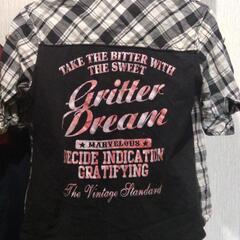 TAKE THE BITTER WITH
THE SWEET
Gritter
Dream
★ MARVELOUS ★
DECIDE INDICATION
GRATIFYING
The Vintage Standard